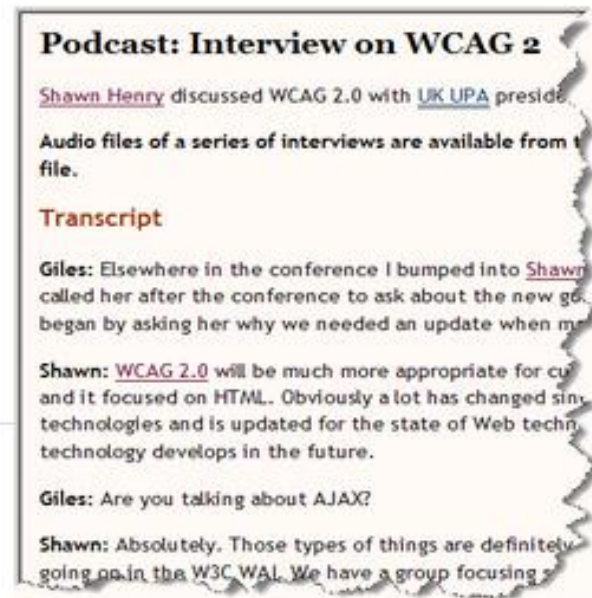 Podcast: Interview on WCAG 2
Shawn Henry discussed WCAG 2.0 with UK UPA
Audio files of a series of interviews are available from
file.
Transcript
Giles: Elsewhere in the conference I bumped into Shawn
called her after the conference to ask about the new
began by asking her why we needed an update when
Shawn: WCAG 2.0 will be much more appropriate for
and it focused on HTML. Obviously a lot has changed
technologies and is updated for the state of Web
technology develops in the future.
Giles: Are you talking about AJAX?
Shawn: Absolutely. Those types of things are definitely
going on in the W3C WAI. We have a group focusing